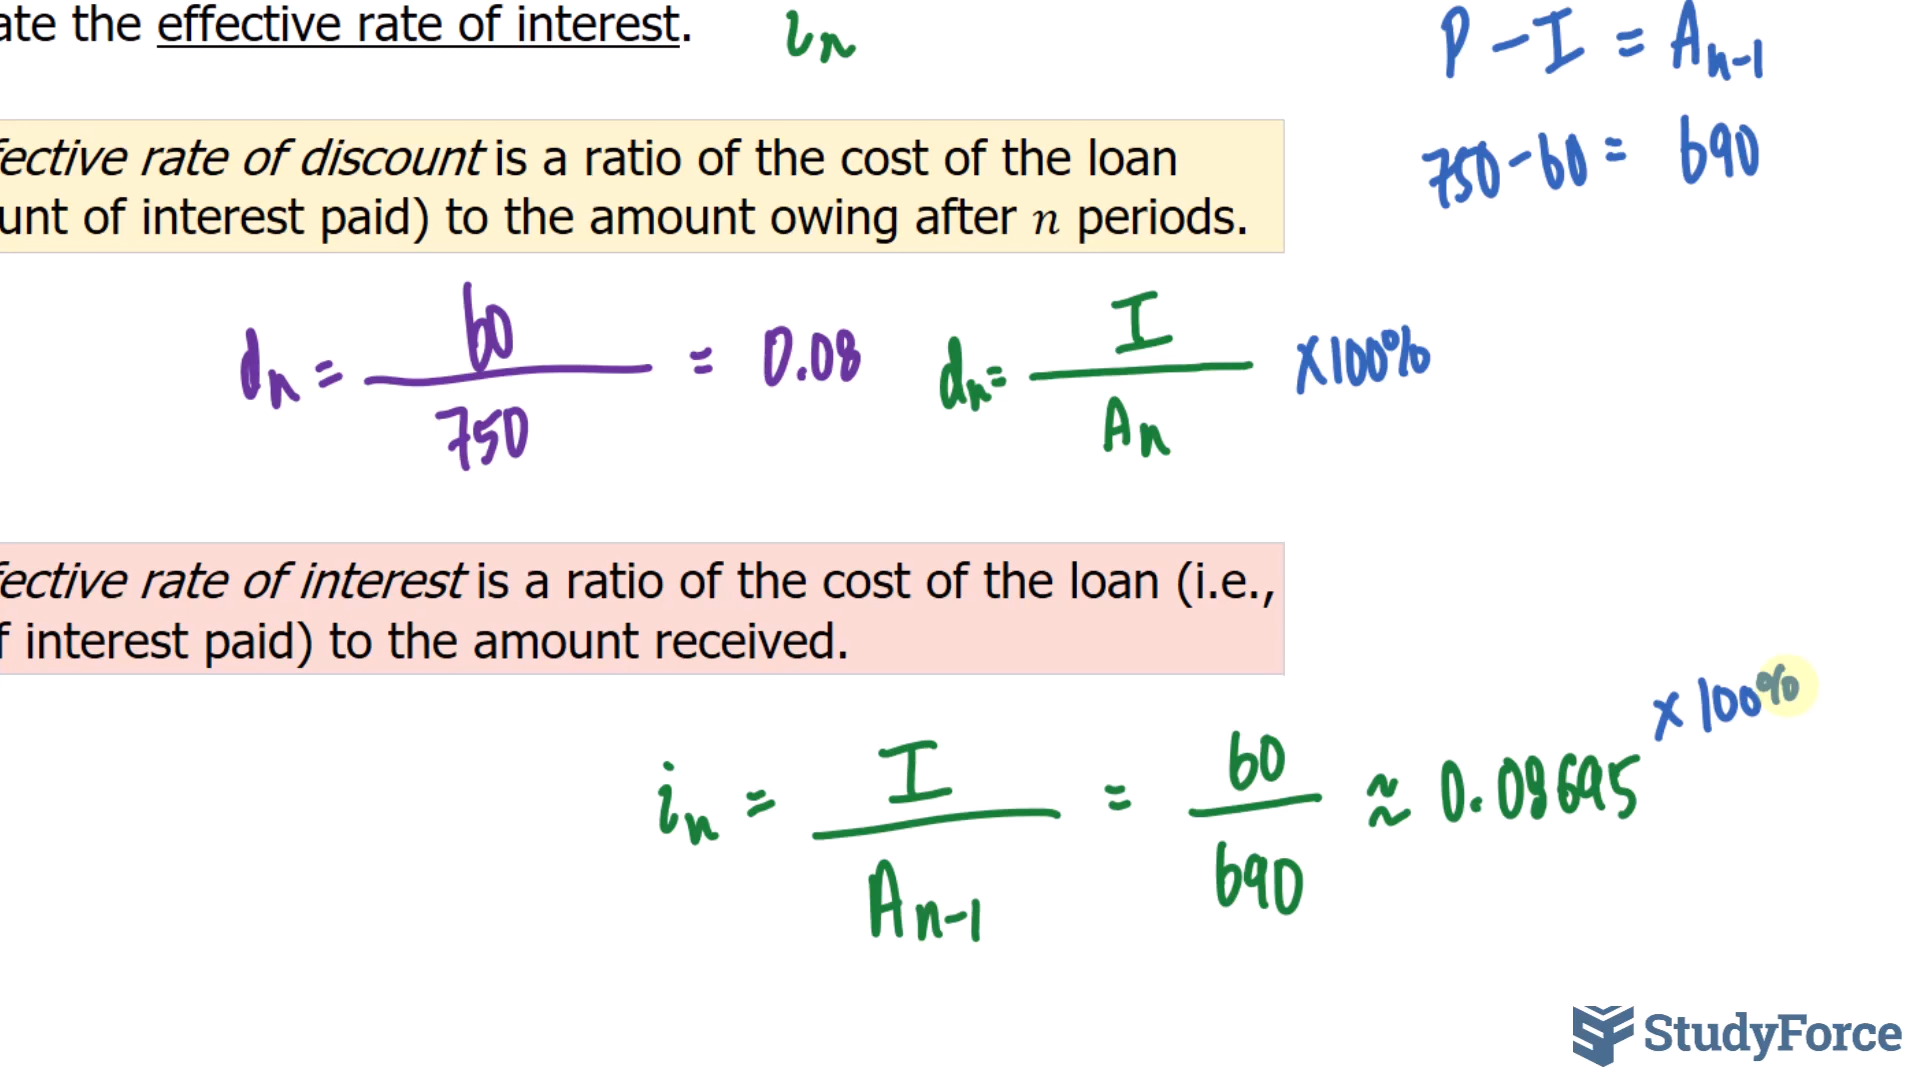 ate the effective rate of interest. iₙ
P - I = Aₙ₋₁
750 - 60 = 690
fective rate of discount is a ratio of the cost of the loan
unt of interest paid) to the amount owing after n periods.
dₙ = 60/750 = 0.08 dₙ = I/Aₙ ×100%
fective rate of interest is a ratio of the cost of the loan (i.e.,
f interest paid) to the amount received.
iₙ = I/Aₙ₋₁ = 60/690 ≈ 0.08695 ×100%
StudyForce